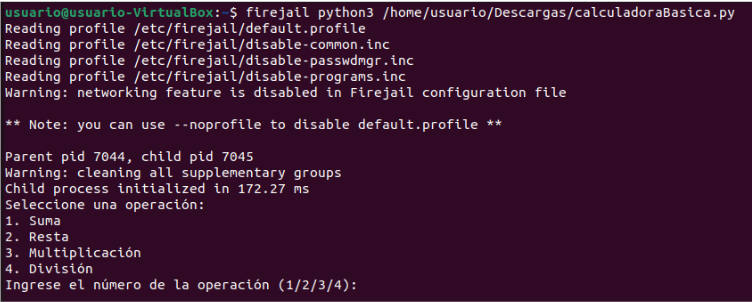 usuario@usuario-VirtualBox:~$ firejail python3 /home/usuario/Descargas/calculadoraBasica.py
Reading profile /etc/firejail/default.profile
Reading profile /etc/firejail/disable-common.inc
Reading profile /etc/firejail/disable-passwdmgr.inc
Reading profile /etc/firejail/disable-programs.inc
Warning: networking feature is disabled in Firejail configuration file

** Note: you can use --noprofile to disable default.profile **

Parent pid 7044, child pid 7045
Warning: cleaning all supplementary groups
Child process initialized in 172.27 ms
Seleccione una operación:
1. Suma
2. Resta
3. Multiplicación
4. División
Ingrese el número de la operación (1/2/3/4):